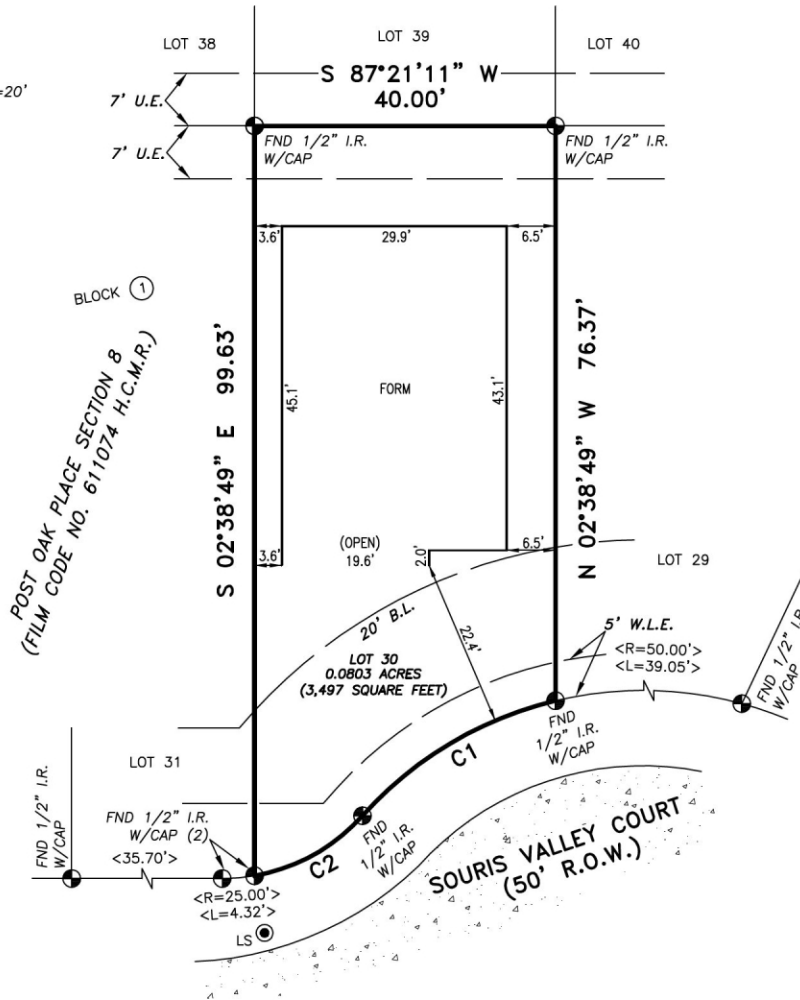 LOT 38
LOT 39
LOT 40
=20'
S 87°21'11" W
40.00'
7' U.E.
7' U.E.
FND 1/2" I.R.
W/CAP
FND 1/2" I.R.
W/CAP
3.6'
29.9'
6.5'
BLOCK 1
POST OAK PLACE SECTION 8
(FILM CODE NO. 611074 H.C.M.R.)
S 02°38'49" E 99.63'
45.1'
FORM
43.1'
N 02°38'49" W 76.37'
3.6'
(OPEN)
19.6'
2.0'
6.5'
LOT 29
20' B.L.
22.4'
5' W.L.E.
<R=50.00'>
<L=39.05'>
LOT 30
0.0803 ACRES
(3,497 SQUARE FEET)
FND 1/2" I.R.
W/CAP
FND
1/2" I.R.
W/CAP
C1
LOT 31
FND 1/2" I.R.
W/CAP
FND 1/2" I.R.
W/CAP (2)
<35.70'>
FND
1/2" I.R.
W/CAP
C2
SOURIS VALLEY COURT
(50' R.O.W.)
<R=25.00'>
<L=4.32'>
LS